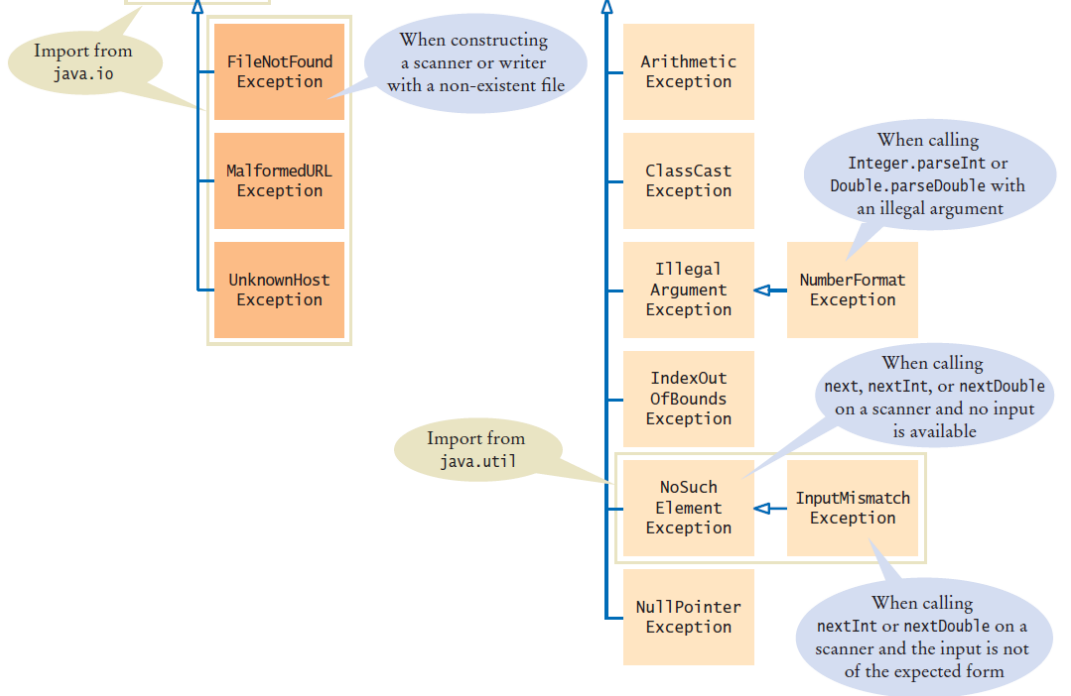 Import from
java.io
FileNotFound
Exception
When constructing
a scanner or writer
with a non-existent file
MalformedURL
Exception
UnknownHost
Exception
Arithmetic
Exception
ClassCast
Exception
When calling
Integer.parseInt or
Double.parseDouble with
an illegal argument
Illegal
Argument
Exception
NumberFormat
Exception
IndexOut
OfBounds
Exception
When calling
next, nextInt, or nextDouble
on a scanner and no input
is available
Import from
java.util
NoSuch
Element
Exception
InputMismatch
Exception
NullPointer
Exception
When calling
nextInt or nextDouble on a
scanner and the input is not
of the expected form